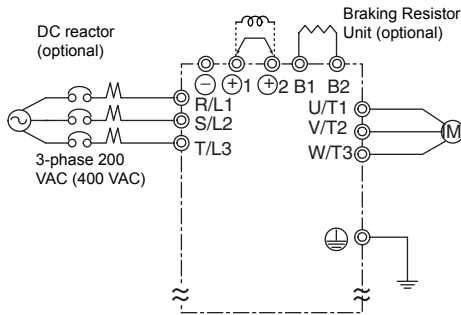 DC reactor
(optional)
Braking Resistor
Unit (optional)
− +1 +2 B1 B2
R/L1
S/L2
T/L3
U/T1
V/T2
W/T3
M
3-phase 200
VAC (400 VAC)